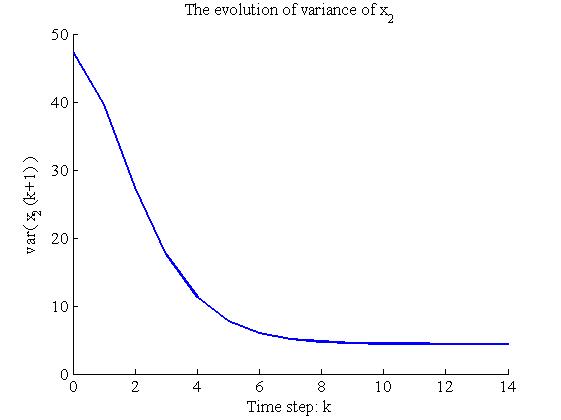 The evolution of variance of x2
50
40
30
20
10
0
var( x2 (k+1) )
0 2 4 6 8 10 12 14
Time step: k